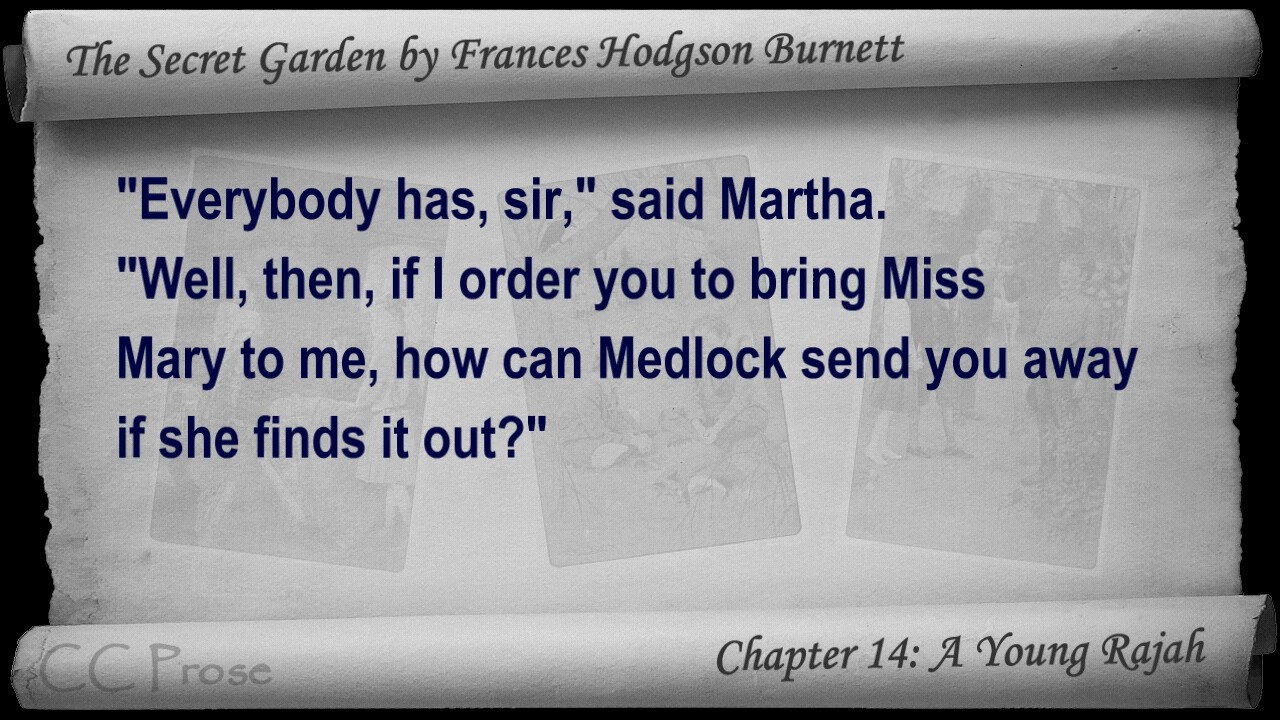 The Secret Garden by Frances Hodgson Burnett
"Everybody has, sir," said Martha.
"Well, then, if I order you to bring Miss
Mary to me, how can Medlock send you away
if she finds it out?"
CC Prose
Chapter 14: A Young Rajah